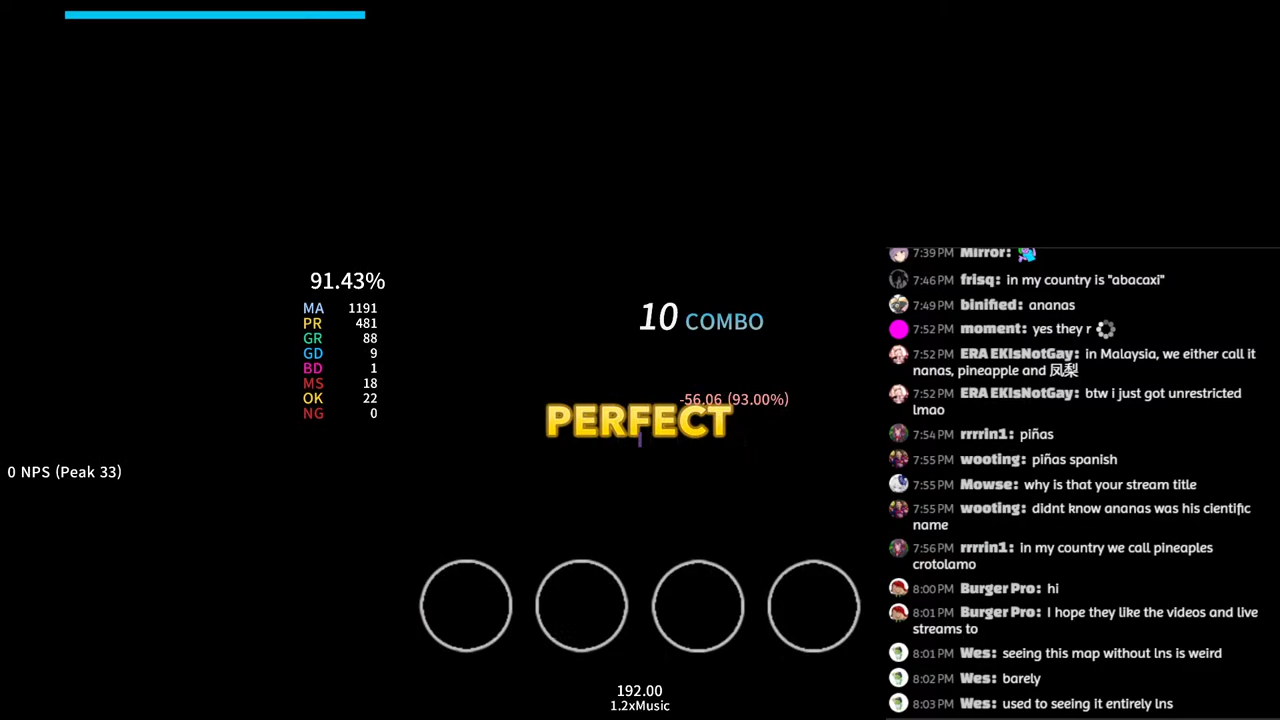 91.43%
MA 1191
PR 481
GR 88
GD 9
BD 1
MS 18
OK 22
NG 0
0 NPS (Peak 33)
10 COMBO
-56.06 (93.00%)
PERFECT
192.00
1.2xMusic
7:39 PM Mirror:
7:46 PM frisq: in my country is "abacaxi"
7:49 PM binified: ananas
7:52 PM moment: yes they r
7:52 PM ERA EKIsNotGay: in Malaysia, we either call it
nanas, pineapple and 凤梨
7:52 PM ERA EKIsNotGay: btw i just got unrestricted
lmao
7:54 PM rrrrin1: piñas
7:55 PM wooting: piñas spanish
7:55 PM Mowse: why is that your stream title
7:55 PM wooting: didnt know ananas was his cientific
name
7:56 PM rrrrin1: in my country we call pineaples
crotolamo
8:00 PM Burger Pro: hi
8:01 PM Burger Pro: I hope they like the videos and live
streams to
8:01 PM Wes: seeing this map without lns is weird
8:02 PM Wes: barely
8:03 PM Wes: used to seeing it entirely lns